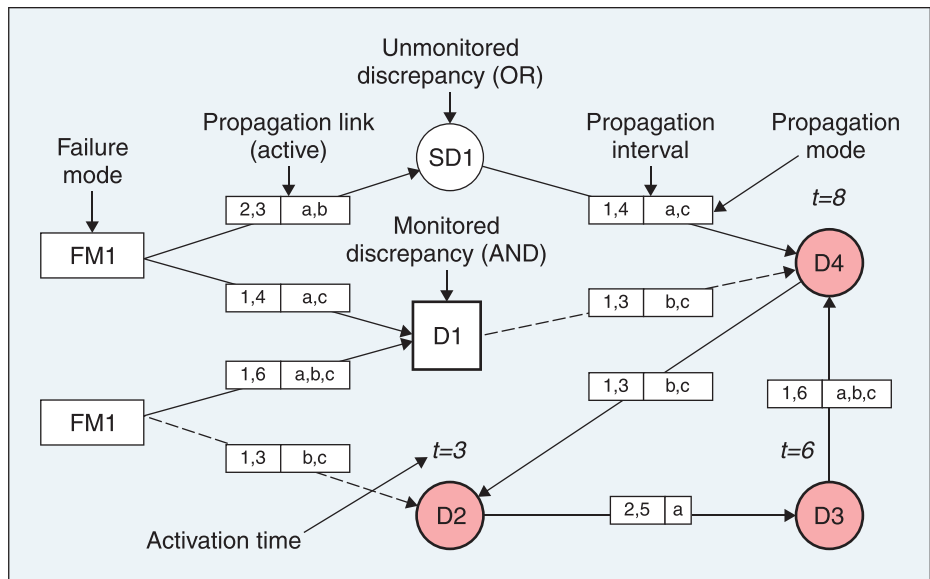 Unmonitored
discrepancy (OR)
Failure
mode
Propagation link
(active)
Propagation
interval
Propagation
mode
SD1
2,3 a,b
1,4 a,c
t=8
FM1
Monitored
discrepancy (AND)
D4
1,4 a,c
1,3 b,c
D1
1,6 a,b,c
1,3 b,c
1,6 a,b,c
FM1
1,3 b,c
t=3
t=6
D2
2,5 a
D3
Activation time